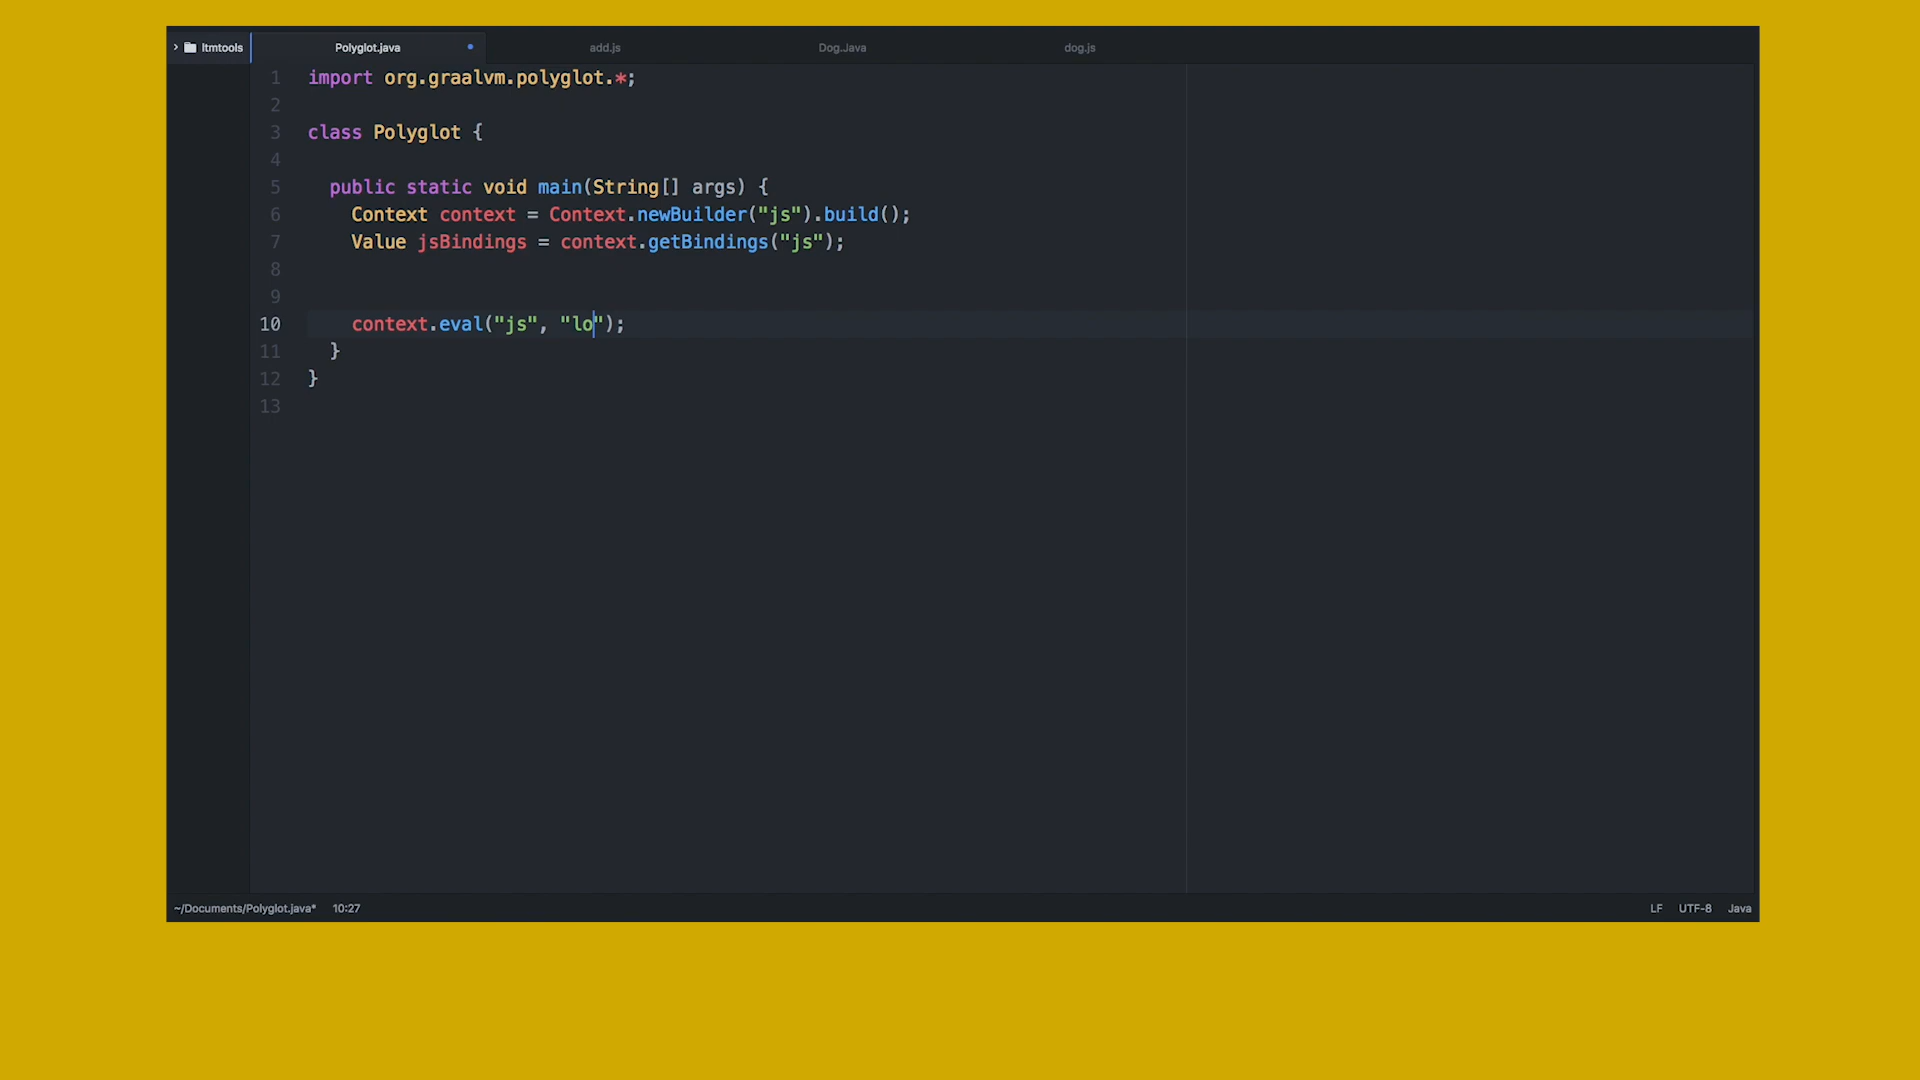 ltmtools
Polyglot.java
add.js
Dog.Java
dog.js
1 import org.graalvm.polyglot.*;
2
3 class Polyglot {
4
5 public static void main(String[] args) {
6 Context context = Context.newBuilder("js").build();
7 Value jsBindings = context.getBindings("js");
8
9
10 context.eval("js", "lo");
11 }
12 }
13
~/Documents/Polyglot.java* 10:27 LF UTF-8 Java